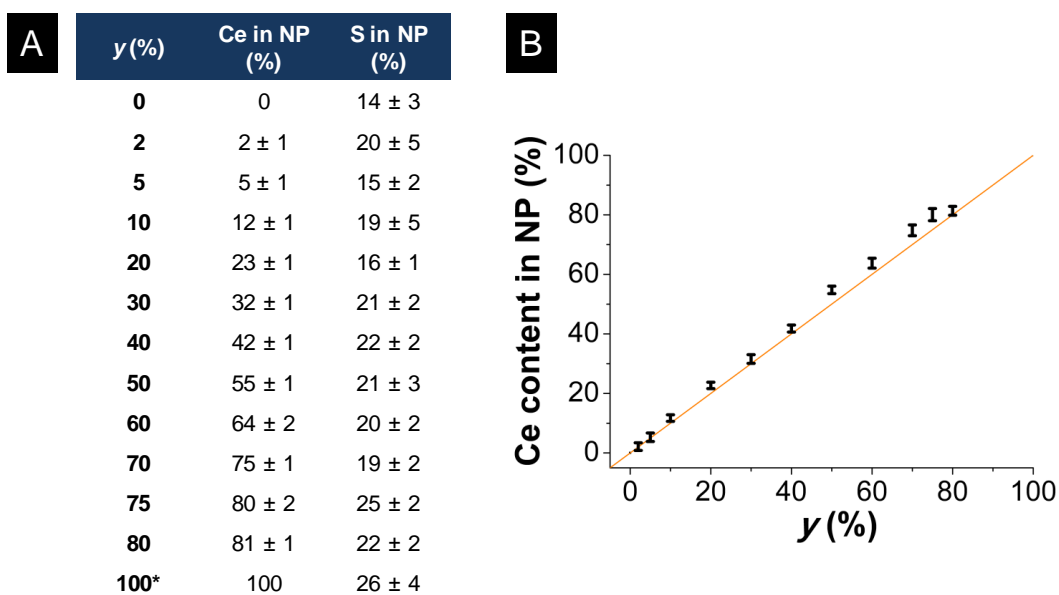 A
y (%) Ce in NP (%) S in NP (%)
0 0 14 ± 3
2 2 ± 1 20 ± 5
5 5 ± 1 15 ± 2
10 12 ± 1 19 ± 5
20 23 ± 1 16 ± 1
30 32 ± 1 21 ± 2
40 42 ± 1 22 ± 2
50 55 ± 1 21 ± 3
60 64 ± 2 20 ± 2
70 75 ± 1 19 ± 2
75 80 ± 2 25 ± 2
80 81 ± 1 22 ± 2
100* 100 26 ± 4
B
Ce content in NP (%)
100
80
60
40
20
0
0 20 40 60 80 100
y (%)